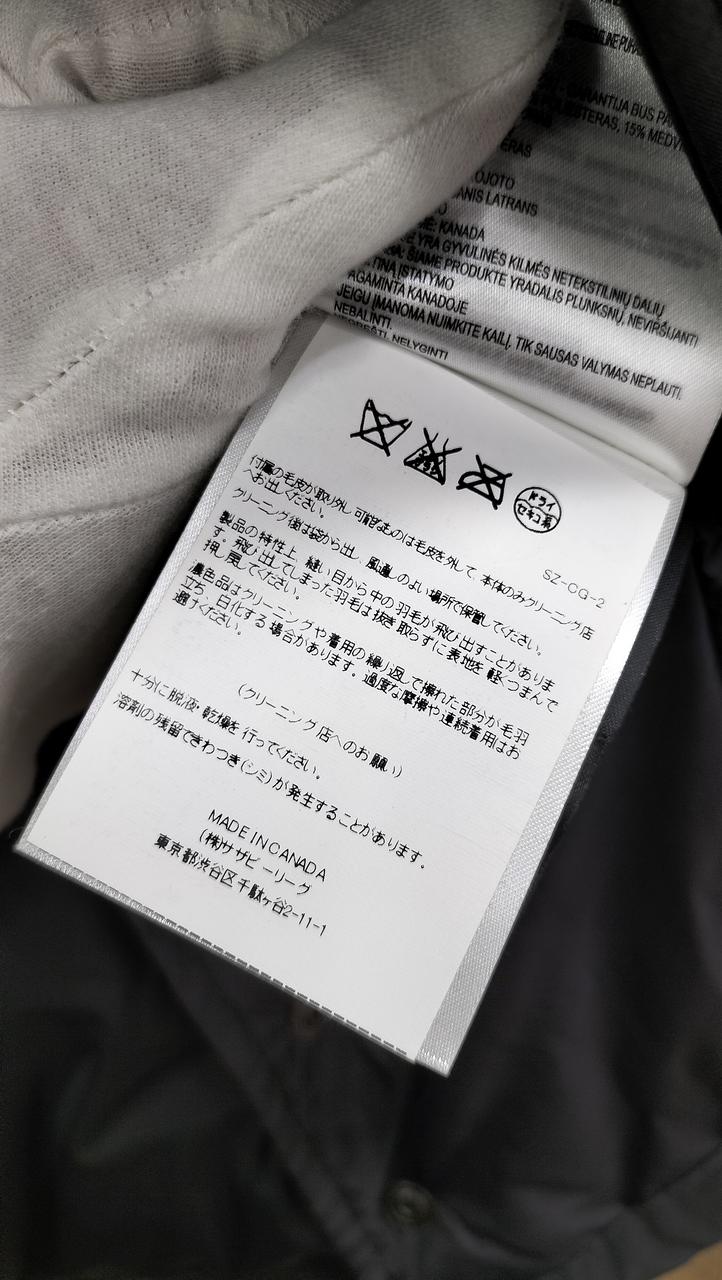 GARANTIJA BUS
15%
OJOTO
ANIS LATRANS
KANADA
YRA GYVULINĖS KILMĖS NETEKSTILINIŲ DALIŲ
ŠIAME PRODUKTE YRADALIS PLUNKSNŲ, NEVIRŠIJANTI
ĮSTATYMO
AGAMINTA KANADOJE
JEIGU ĮMANOMA NUIMKITE KAILĮ, TIK SAUSAS VALYMAS NEPLAUTI.
NEBALINTI.
NELYGINTI
エンソ
サラシ
ドライ
セキユ系
SZ-CG-2
付属の毛皮が取り外し可能なものは毛皮を外して、本体のみクリーニング店
へお出しください。
クリーニング後は袋から出し、風通しのよい場所で保管してください。
製品の特性上、縫い目から中の羽毛が飛び出すことがありま
す。飛び出してしまった羽毛は抜き取らずに表地を軽くつまんで
押し戻してください。
濃色品はクリーニングや着用の繰り返しで擦れた部分が毛羽
立ち、白化する場合があります。過度な摩擦や連続着用はお
避けください。
(クリーニング店へのお願い)
十分に脱液・乾燥を行ってください。
溶剤の残留できわつき(シミ)が発生することがあります。
MADE IN CANADA
(株)サザビーリーグ
東京都渋谷区千駄ヶ谷2-11-1